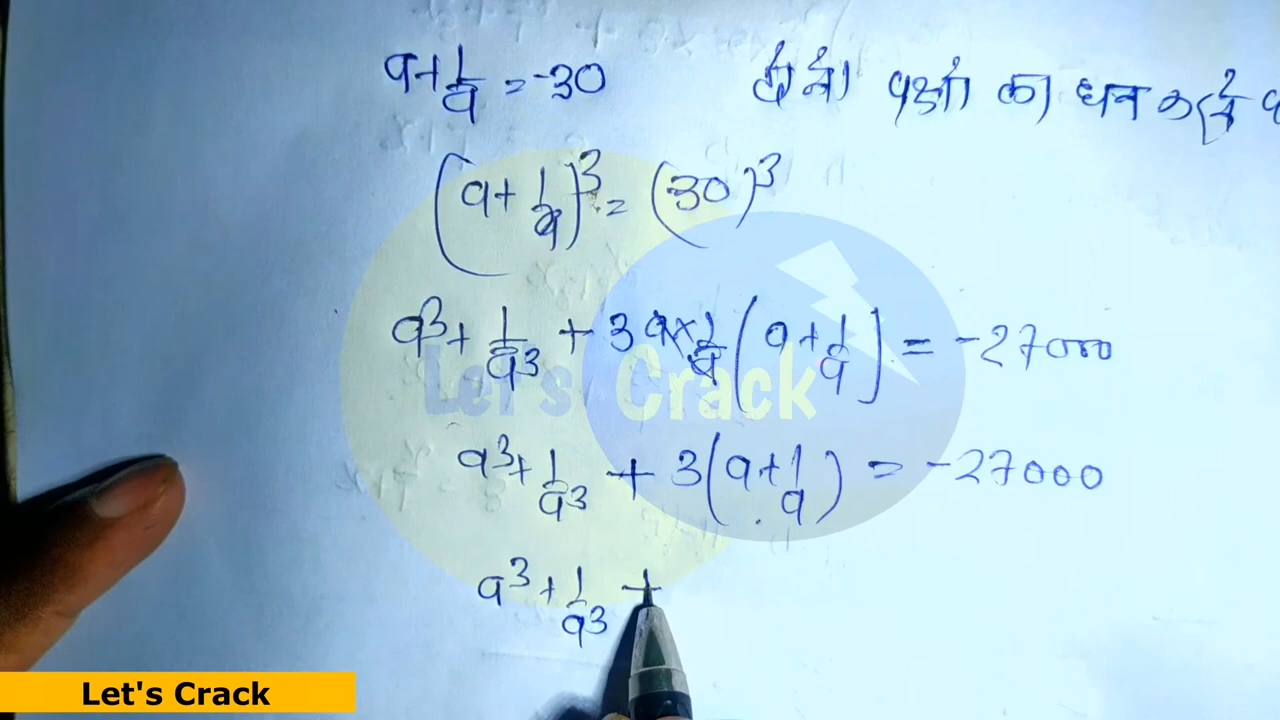 a+1/a = -30 दोनों पक्षों का घन करने
(a+1/a)³ = (30)³
a³+1/a³ + 3a×1/a (a+1/a) = -27000
Let's Crack
a³+1/a³ + 3(a+1/a) = -27000
a³+1/a³ +
Let's Crack